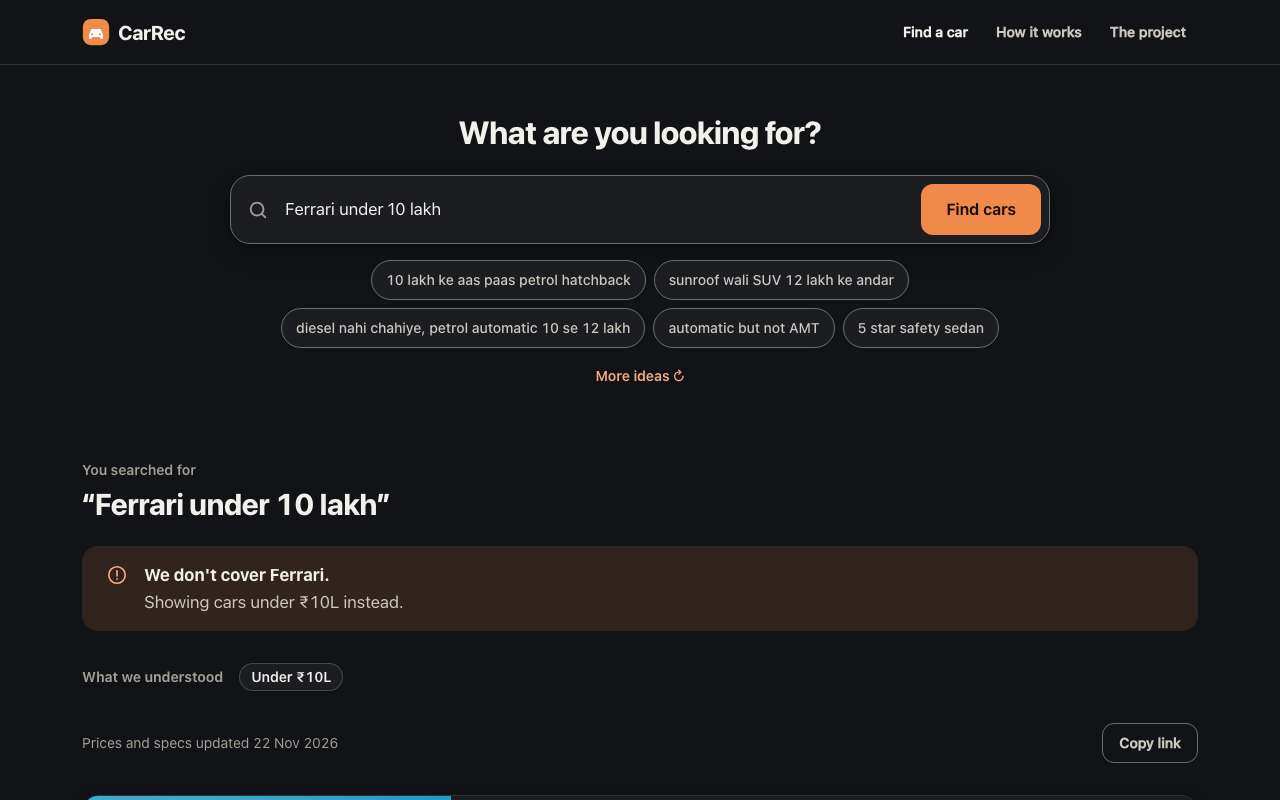 CarRec
Find a car
How it works
The project
What are you looking for?
Ferrari under 10 lakh
Find cars
10 lakh ke aas paas petrol hatchback
sunroof wali SUV 12 lakh ke andar
diesel nahi chahiye, petrol automatic 10 se 12 lakh
automatic but not AMT
5 star safety sedan
More ideas ↻
You searched for
“Ferrari under 10 lakh”
We don't cover Ferrari.
Showing cars under ₹10L instead.
What we understood
Under ₹10L
Prices and specs updated 22 Nov 2026
Copy link